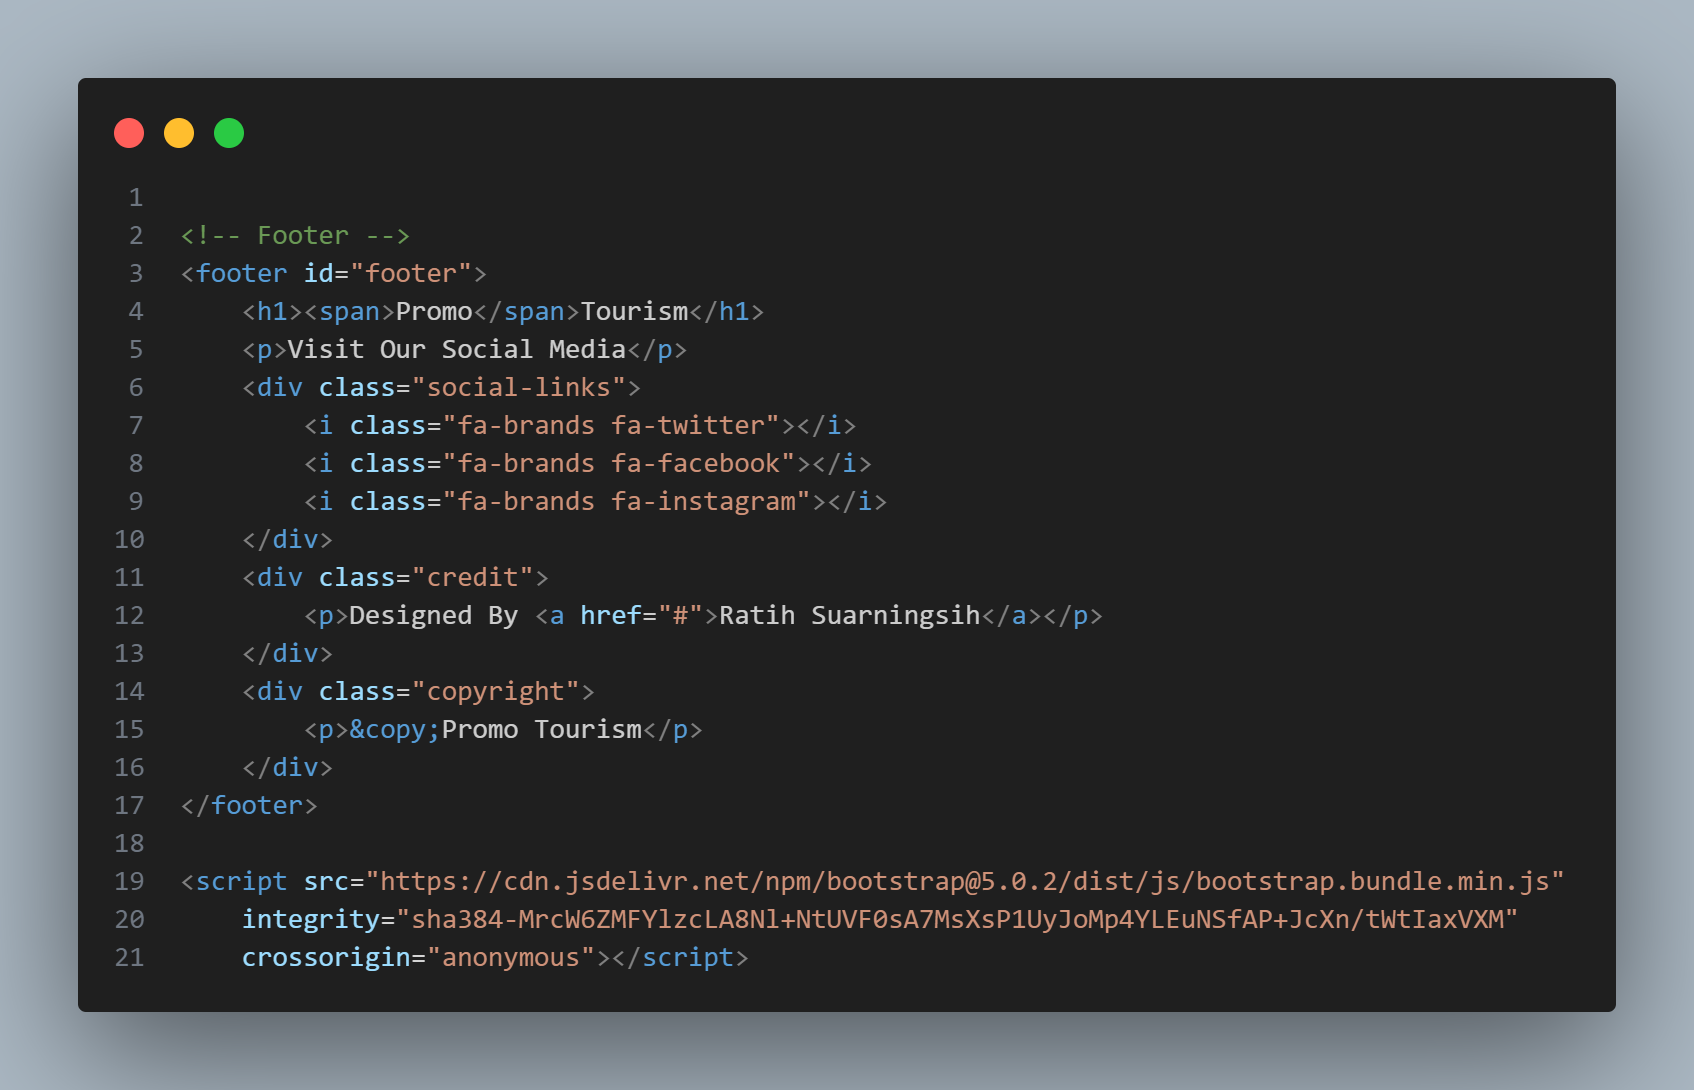 1
2 <!-- Footer -->
3 <footer id="footer">
4     <h1><span>Promo</span>Tourism</h1>
5     <p>Visit Our Social Media</p>
6     <div class="social-links">
7         <i class="fa-brands fa-twitter"></i>
8         <i class="fa-brands fa-facebook"></i>
9         <i class="fa-brands fa-instagram"></i>
10     </div>
11     <div class="credit">
12         <p>Designed By <a href="#">Ratih Suarningsih</a></p>
13     </div>
14     <div class="copyright">
15         <p>&copy;Promo Tourism</p>
16     </div>
17 </footer>
18
19 <script src="https://cdn.jsdelivr.net/npm/bootstrap@5.0.2/dist/js/bootstrap.bundle.min.js"
20     integrity="sha384-MrcW6ZMFYlzcLA8Nl+NtUVF0sA7MsXsP1UyJoMp4YLEuNSfAP+JcXn/tWtIaxVXM"
21     crossorigin="anonymous"></script>